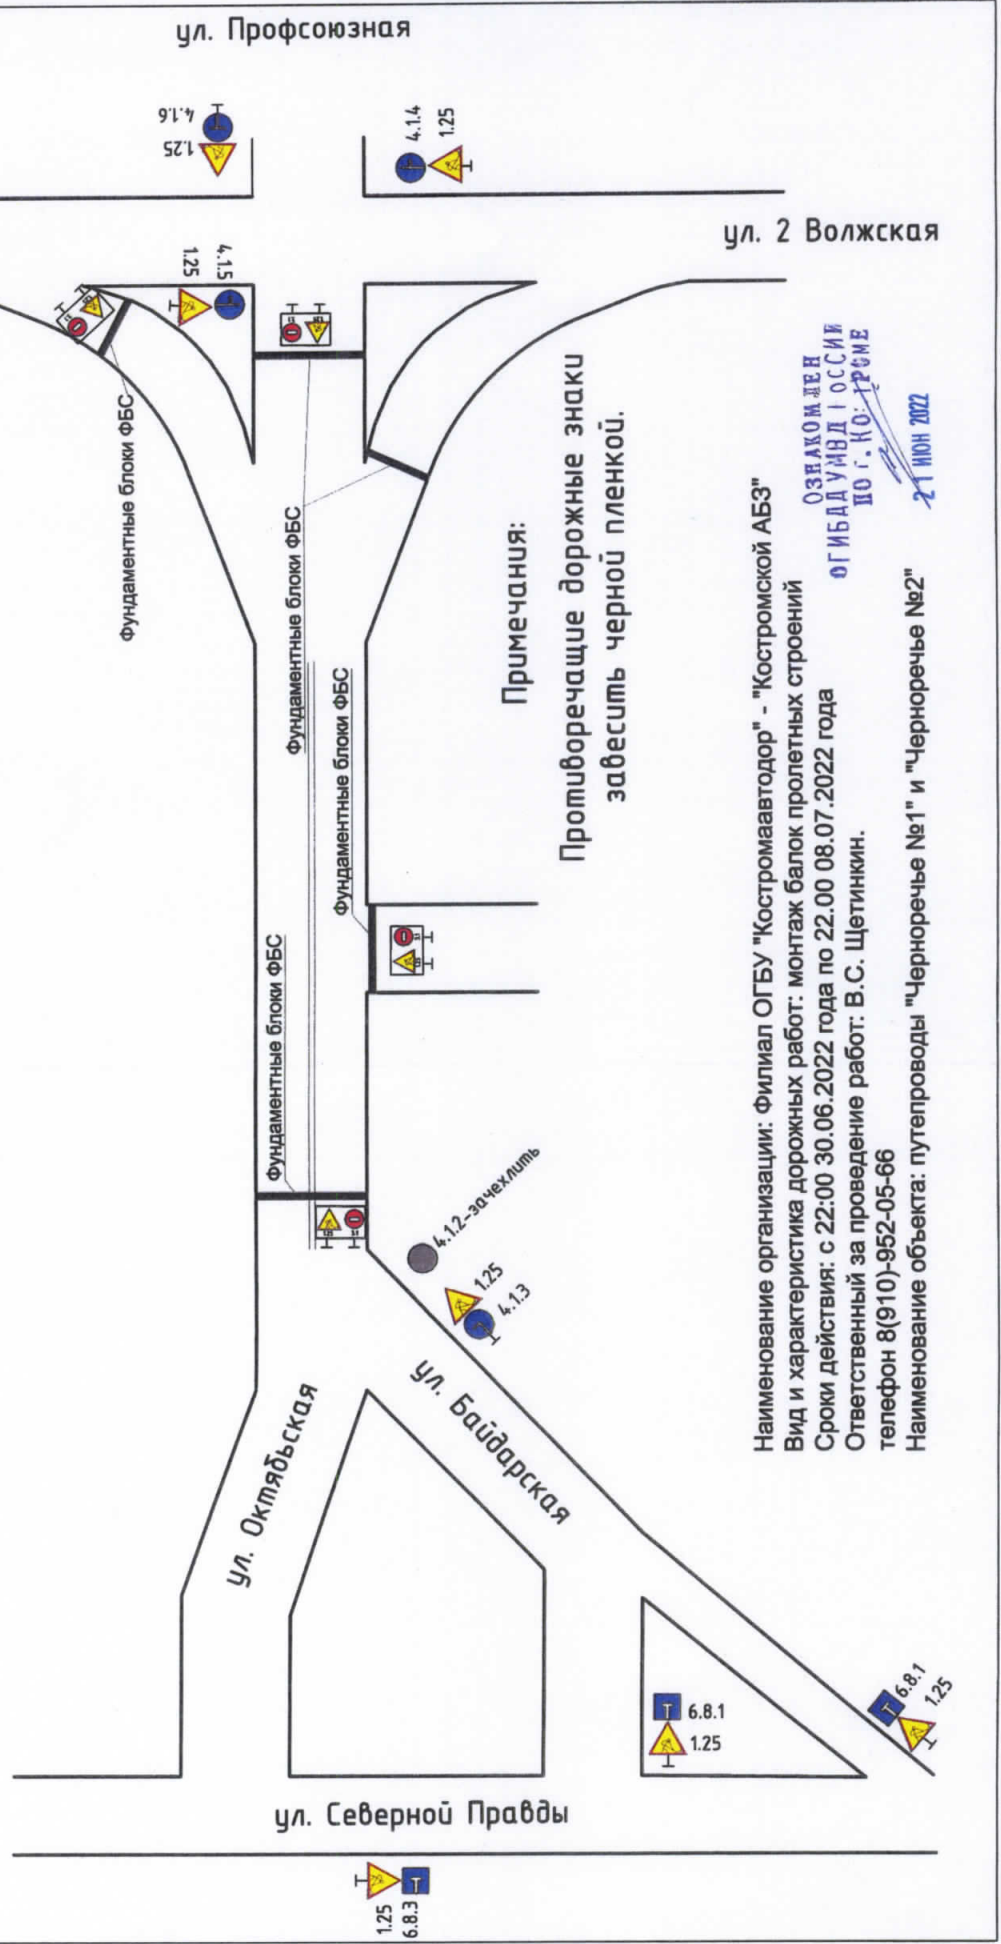 ул. Профсоюзная
4.1.6
1.25
4.1.4
1.25
ул. 2 Волжская
1.25
4.1.5
Фундаментные блоки ФБС
Фундаментные блоки ФБС
Фундаментные блоки ФБС
Фундаментные блоки ФБС
Примечания:
Противоречащие дорожные знаки
завесить черной пленкой.
4.1.2-зачехлить
1.25
4.1.3
ул. Октябьская
ул. Байдарская
6.8.1
1.25
6.8.1
1.25
ул. Северной Правды
1.25
6.8.3
Наименование организации: Филиал ОГБУ "Костромаавтодор" - "Костромской АБЗ"
Вид и характеристика дорожных работ: монтаж балок пролетных строений
Сроки действия: с 22:00 30.06.2022 года по 22.00 08.07.2022 года
Ответственный за проведение работ: В.С. Щетинкин.
телефон 8(910)-952-05-66
Наименование объекта: путепроводы "Черноречье №1" и "Черноречье №2"
ОЗНАКОМЛЕН
ОГИБДД УМВД РОССИИ
ПО г. КОСТРОМЕ
21 ИЮН 2022